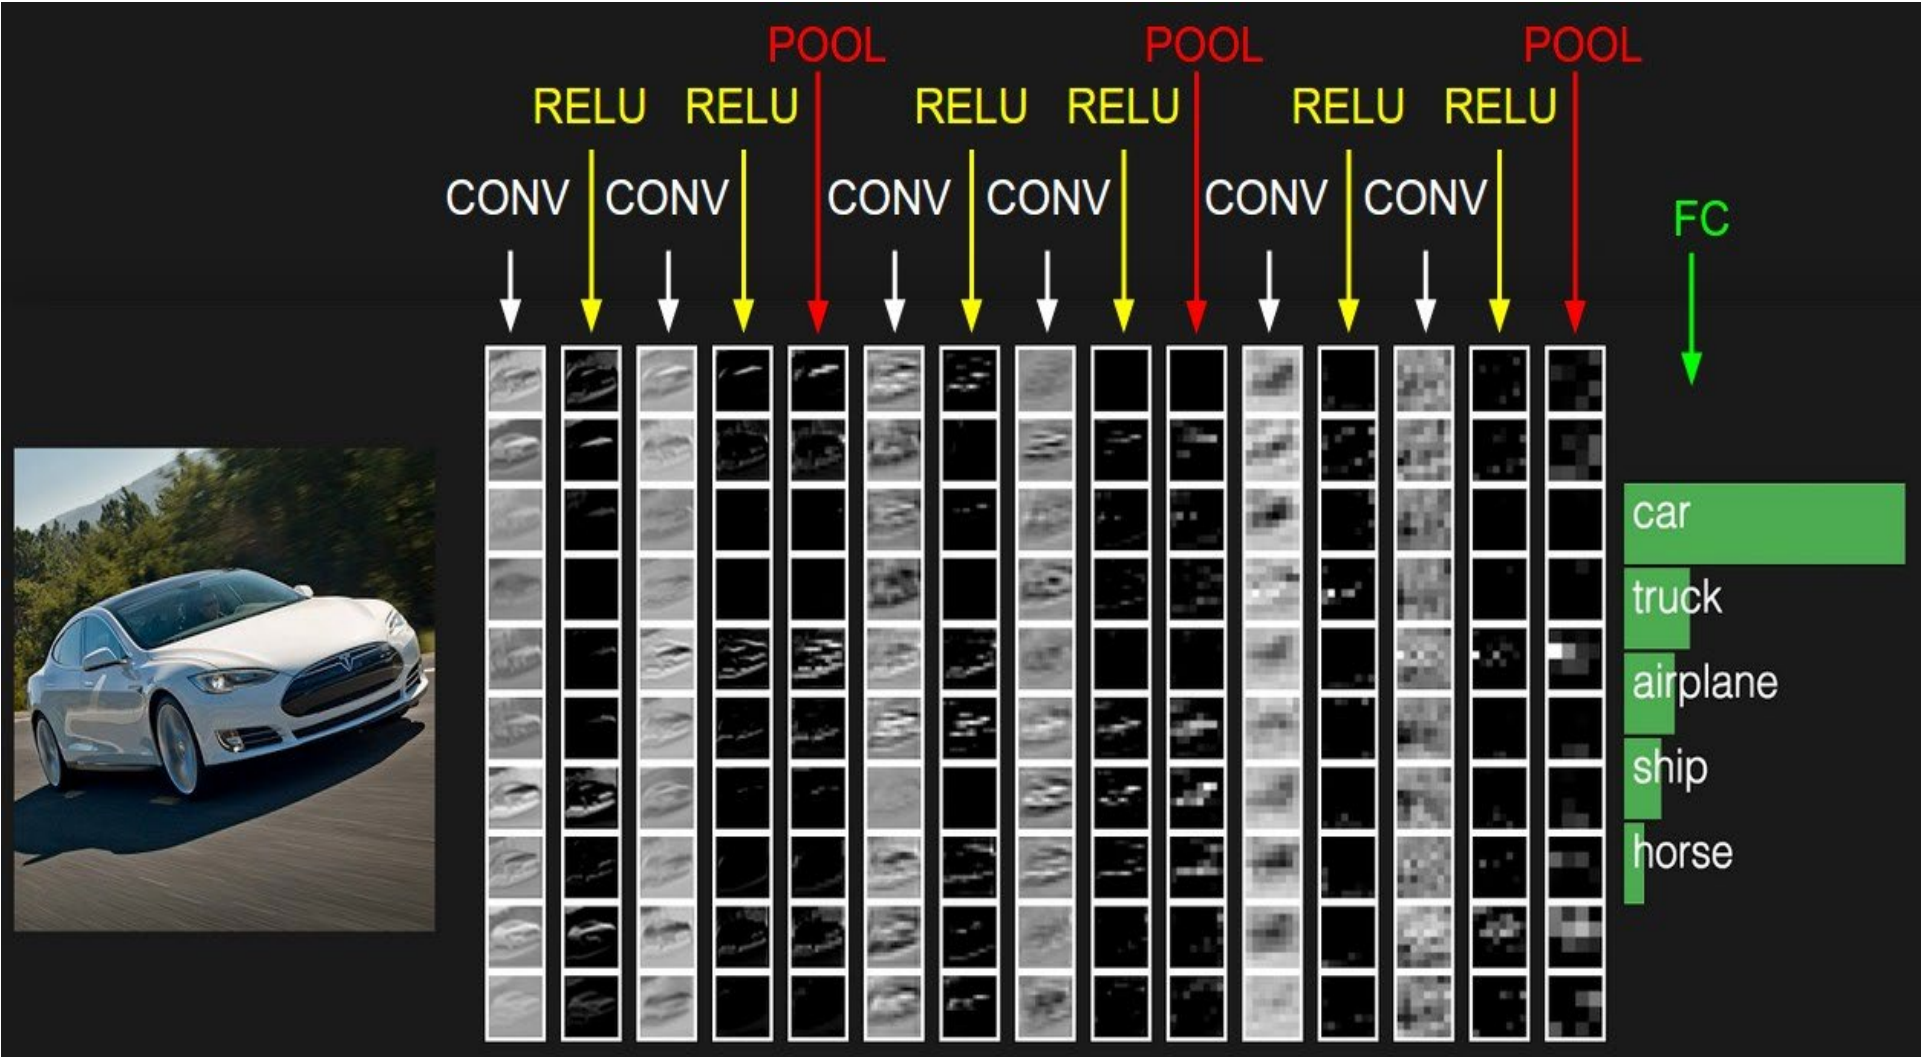 POOL POOL POOL
RELU RELU RELU RELU RELU RELU
CONV CONV CONV CONV CONV CONV
FC
car
truck
airplane
ship
horse